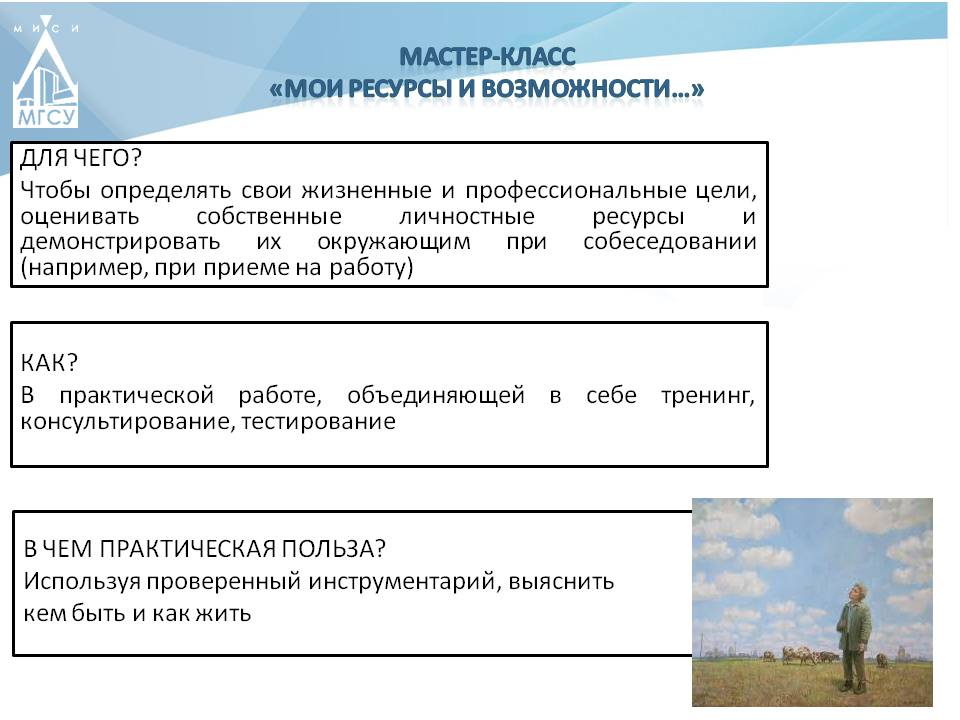 МИСИ
МГСУ
МАСТЕР-КЛАСС
«МОИ РЕСУРСЫ И ВОЗМОЖНОСТИ…»
ДЛЯ ЧЕГО?
Чтобы определять свои жизненные и профессиональные цели,
оценивать собственные личностные ресурсы и
демонстрировать их окружающим при собеседовании
(например, при приеме на работу)
КАК?
В практической работе, объединяющей в себе тренинг,
консультирование, тестирование
В ЧЕМ ПРАКТИЧЕСКАЯ ПОЛЬЗА?
Используя проверенный инструментарий, выяснить
кем быть и как жить